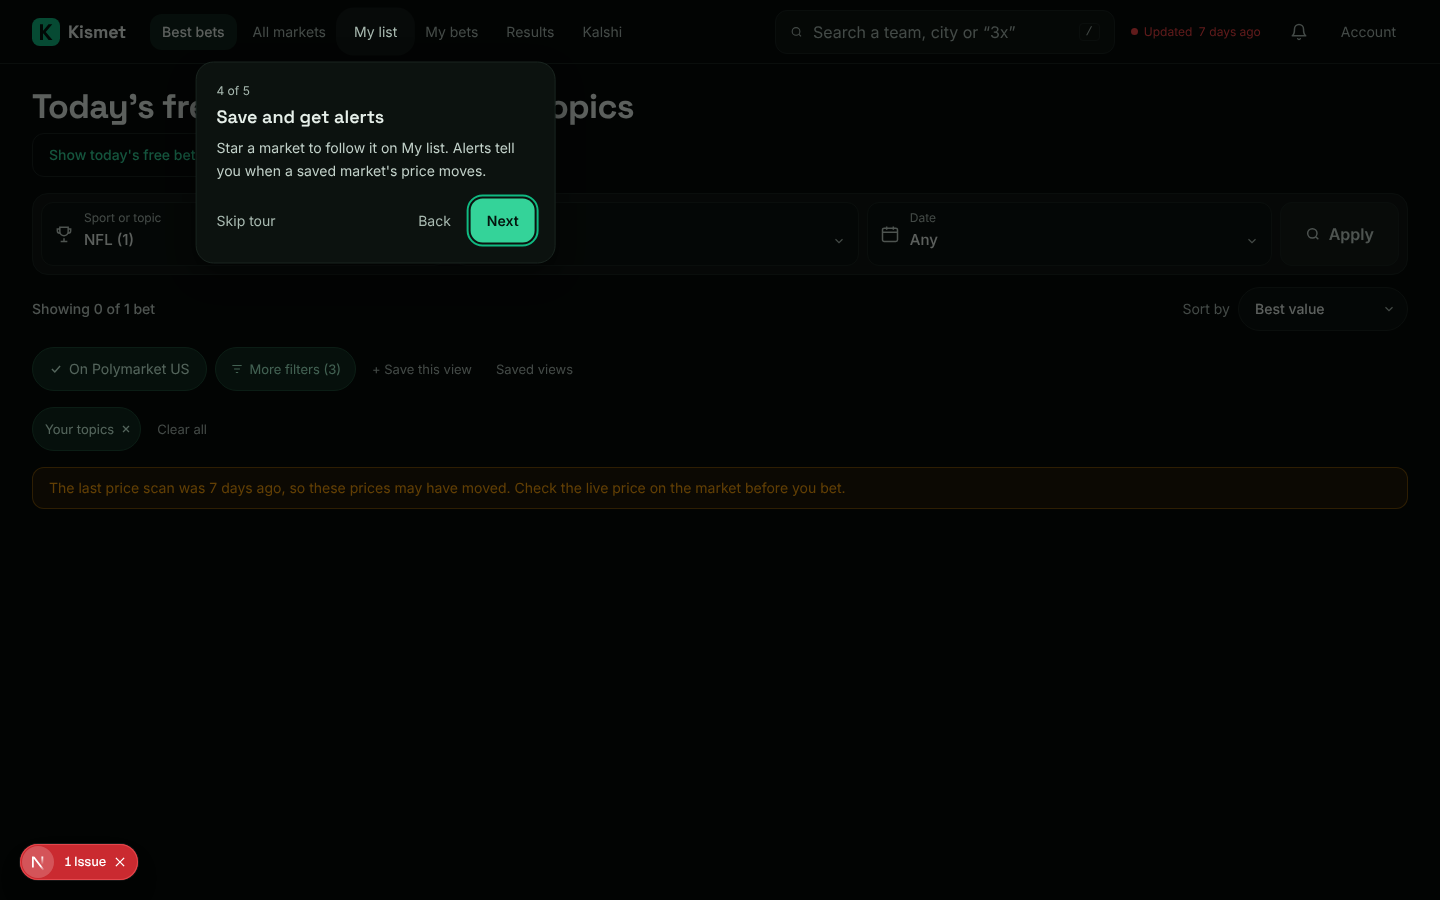 K Kismet Best bets All markets My list My bets Results Kalshi Search a team, city or “3x” / Updated 7 days ago Account
Today's fre opics
Show today's free bet
4 of 5
Save and get alerts
Star a market to follow it on My list. Alerts tell
you when a saved market's price moves.
Skip tour Back Next
Sport or topic
NFL (1)
Date
Any
Apply
Showing 0 of 1 bet
Sort by Best value
On Polymarket US More filters (3) + Save this view Saved views
Your topics × Clear all
The last price scan was 7 days ago, so these prices may have moved. Check the live price on the market before you bet.
N 1 Issue